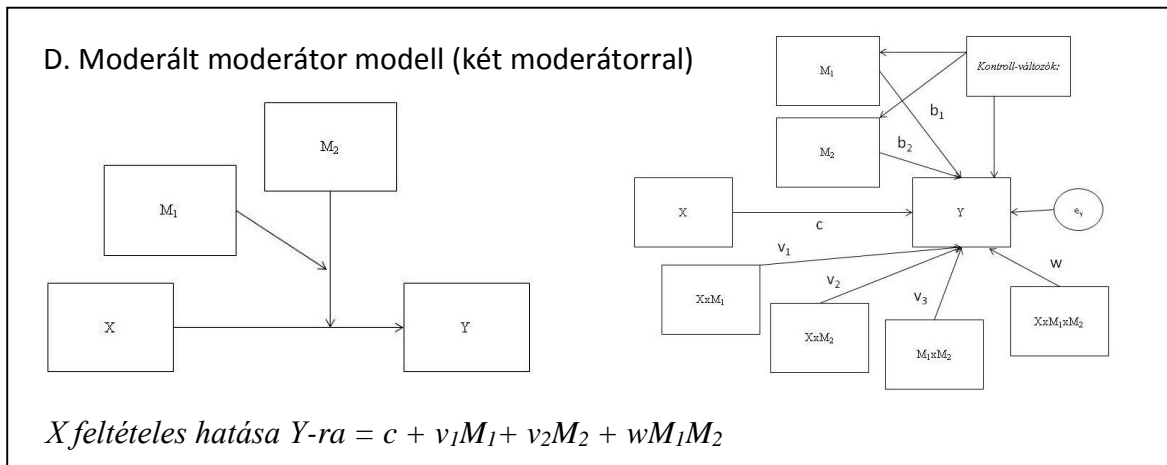 D. Moderált moderátor modell (két moderátorral)
M₂
M₁
X
Y
M₁
Kontroll-változók:
b₁
M₂
b₂
X
c
Y
eᵧ
v₁
XxM₁
v₂
XxM₂
v₃
M₁xM₂
w
XxM₁xM₂
X feltételes hatása Y-ra = c + v₁M₁+ v₂M₂ + wM₁M₂